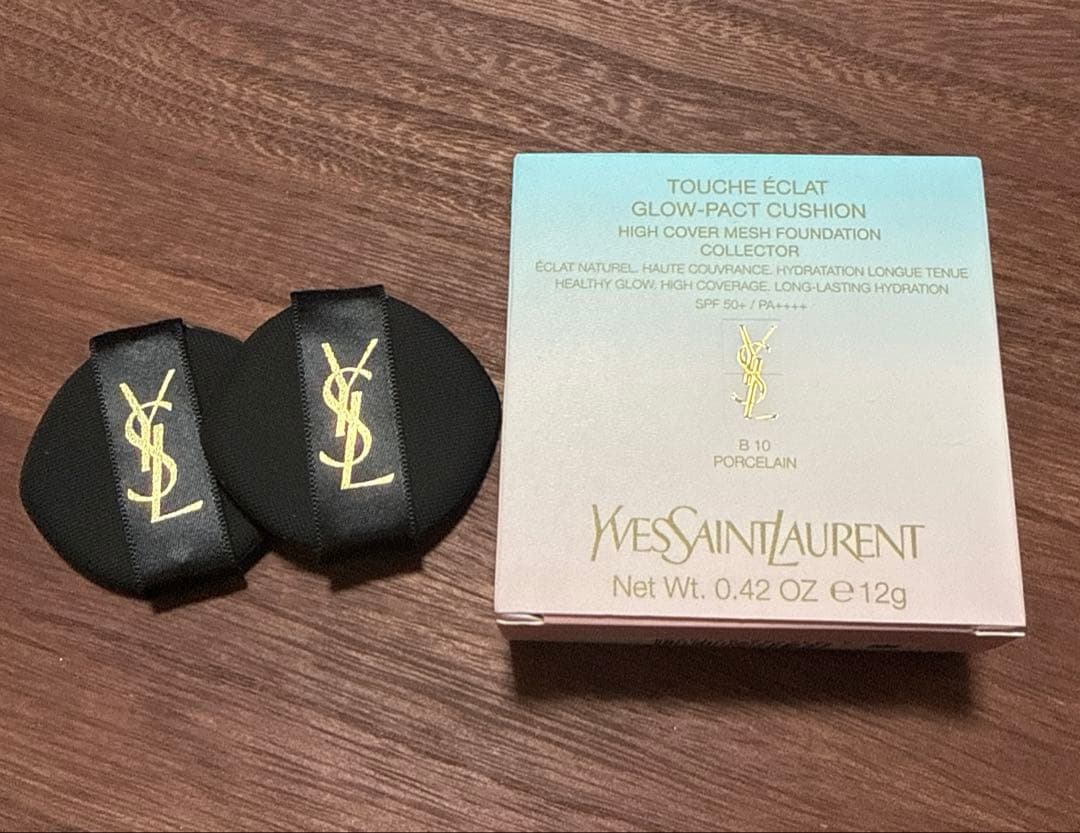 YSL
YSL
TOUCHE ÉCLAT
GLOW-PACT CUSHION
HIGH COVER MESH FOUNDATION
COLLECTOR
ÉCLAT NATUREL. HAUTE COUVRANCE. HYDRATATION LONGUE TENUE
HEALTHY GLOW. HIGH COVERAGE. LONG-LASTING HYDRATION
SPF 50+ / PA++++
YSL
B 10
PORCELAIN
YVESSAINTLAURENT
Net Wt. 0.42 OZ ℮ 12g